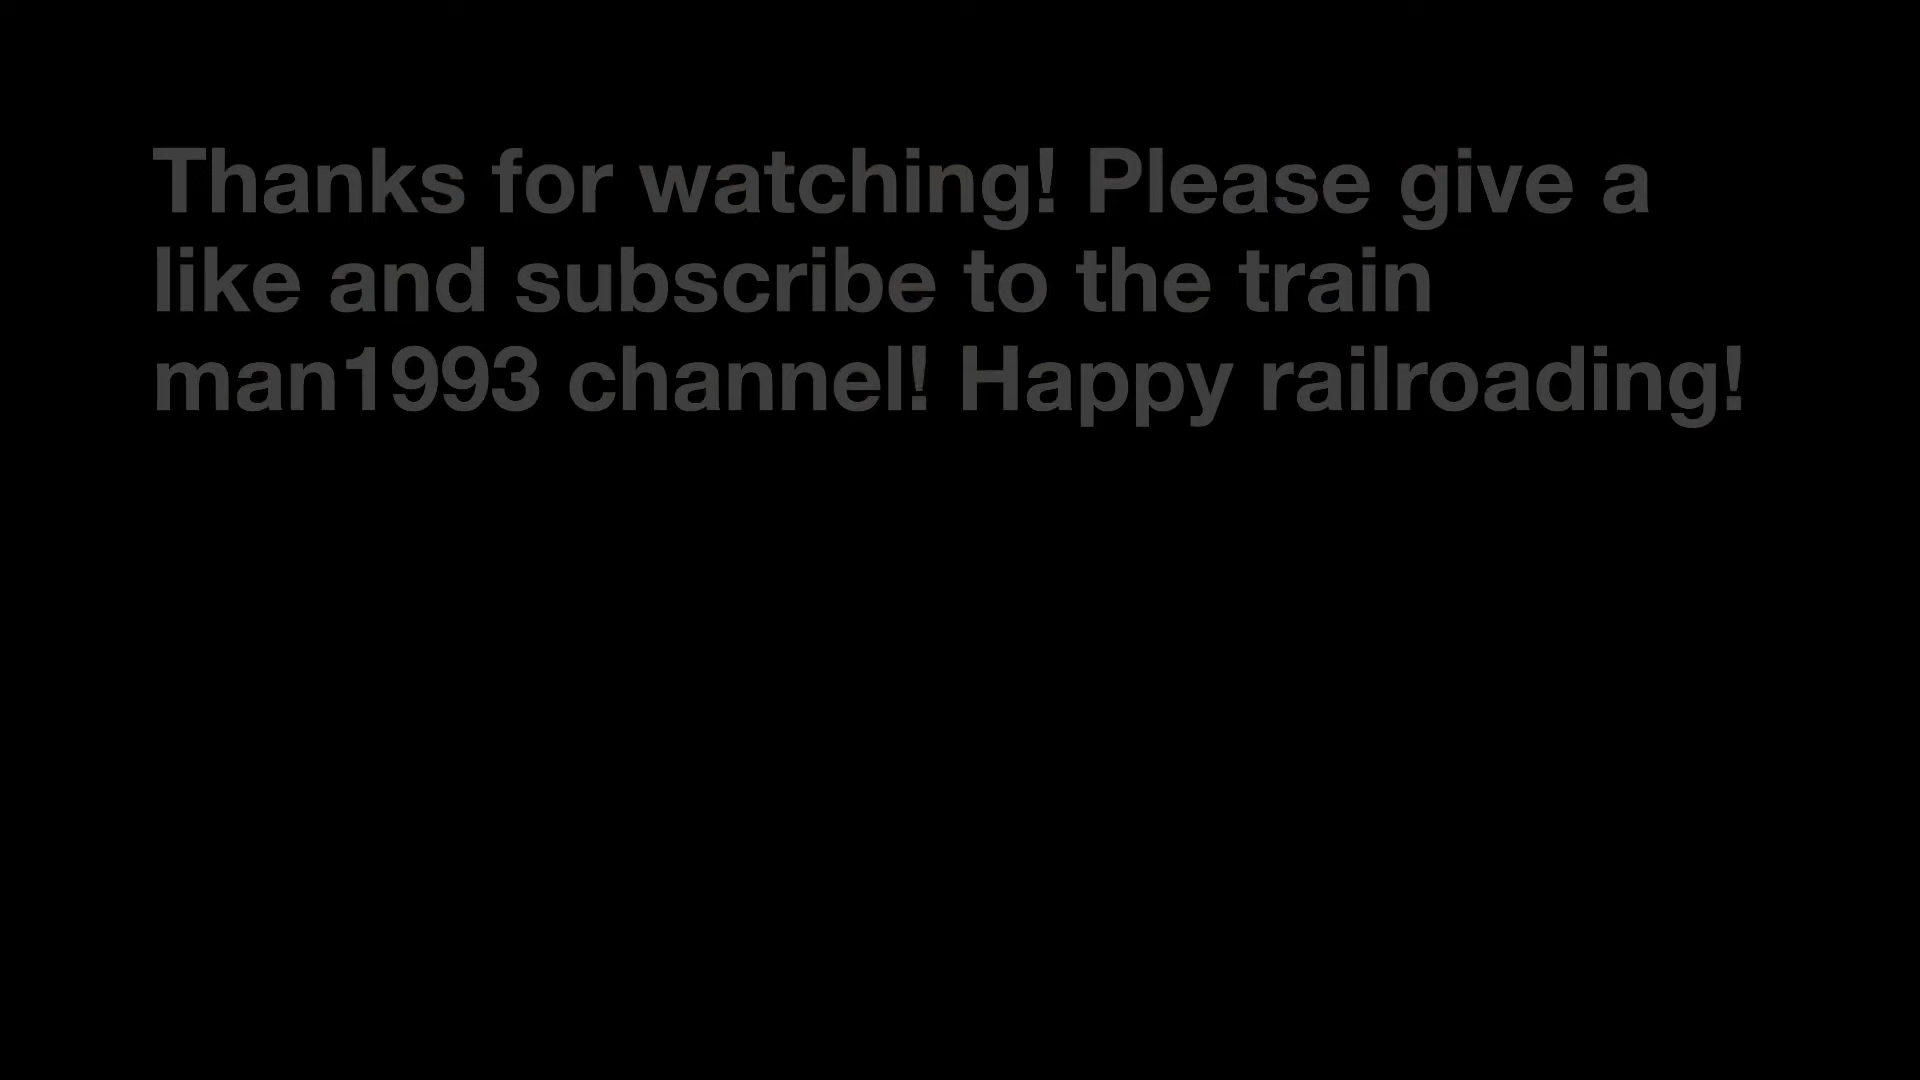 Thanks for watching! Please give a
like and subscribe to the train
man1993 channel! Happy railroading!